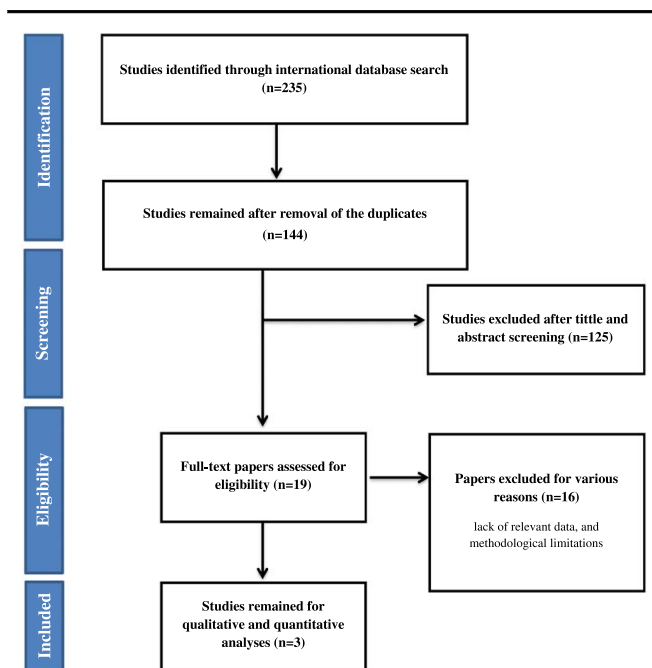 Identification
Studies identified through international database search
(n=235)
Studies remained after removal of the duplicates
(n=144)
Screening
Studies excluded after tittle and
abstract screening (n=125)
Eligibility
Full-text papers assessed for
eligibility (n=19)
Papers excluded for various
reasons (n=16)
lack of relevant data, and
methodological limitations
Included
Studies remained for
qualitative and quantitative
analyses (n=3)